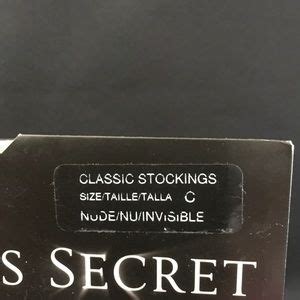 CLASSIC STOCKINGS
SIZE/TAILLE/TALLA C
NUDE/NU/INVISIBLE
S SECRET